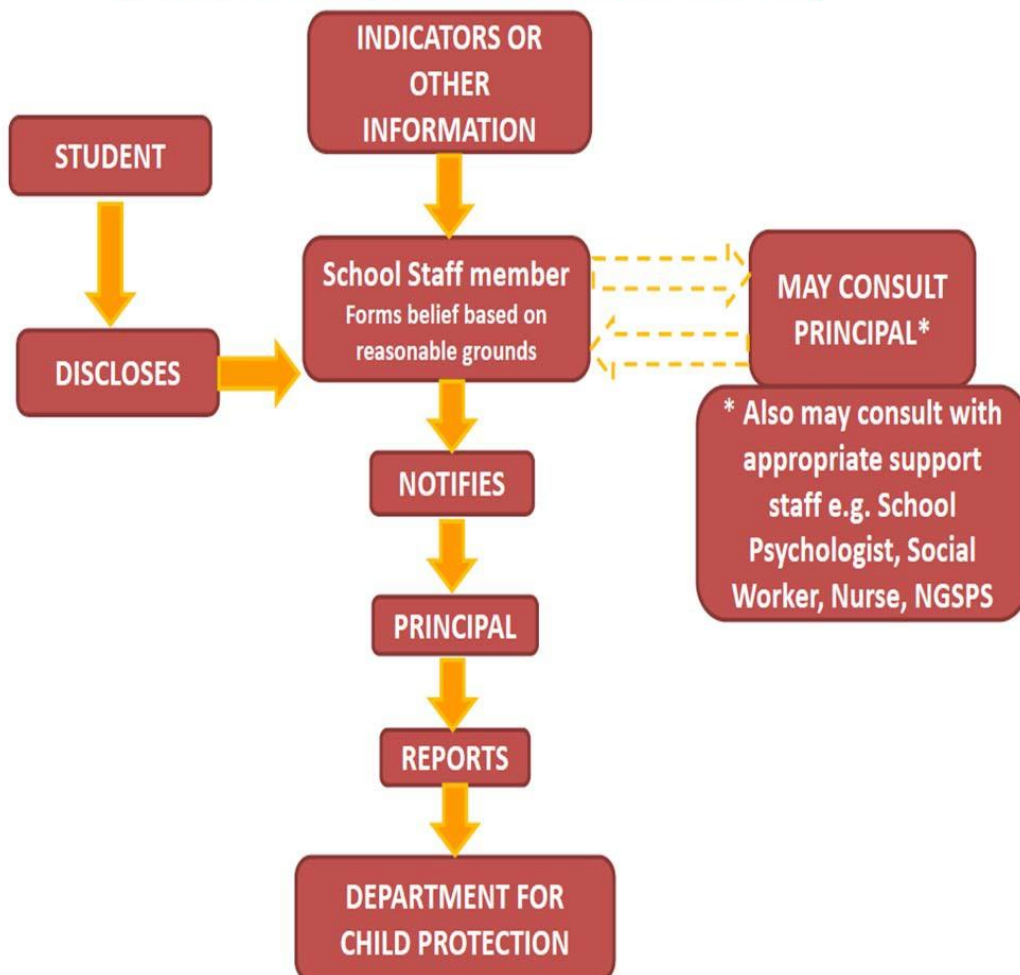 INDICATORS OR
OTHER
INFORMATION
STUDENT
School Staff member
Forms belief based on
reasonable grounds
MAY CONSULT
PRINCIPAL*
DISCLOSES
* Also may consult with
appropriate support
staff e.g. School
Psychologist, Social
Worker, Nurse, NGSPS
NOTIFIES
PRINCIPAL
REPORTS
DEPARTMENT FOR
CHILD PROTECTION